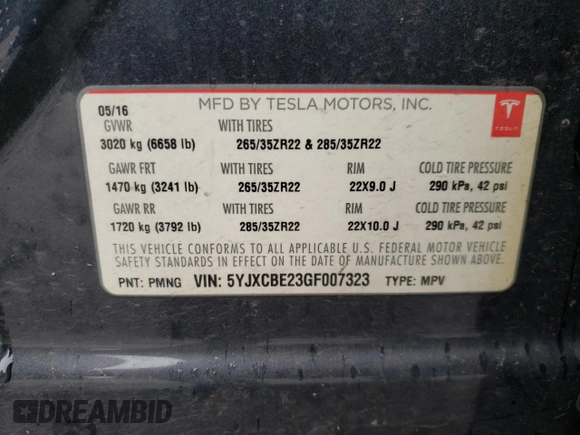 MFD BY TESLA MOTORS, INC.
05/16
GVWR WITH TIRES
3020 kg (6658 lb) 265/35ZR22 & 285/35ZR22
TESLA
GAWR FRT WITH TIRES RIM COLD TIRE PRESSURE
1470 kg (3241 lb) 265/35ZR22 22X9.0 J 290 kPa, 42 psi
GAWR RR WITH TIRES RIM COLD TIRE PRESSURE
1720 kg (3792 lb) 285/35ZR22 22X10.0 J 290 kPa, 42 psi
THIS VEHICLE CONFORMS TO ALL APPLICABLE U.S. FEDERAL MOTOR VEHICLE
SAFETY STANDARDS IN EFFECT ON THE DATE OF MANUFACTURE SHOWN ABOVE.
PNT: PMNG VIN: 5YJXCBE23GF007323 TYPE: MPV
DREAMBID